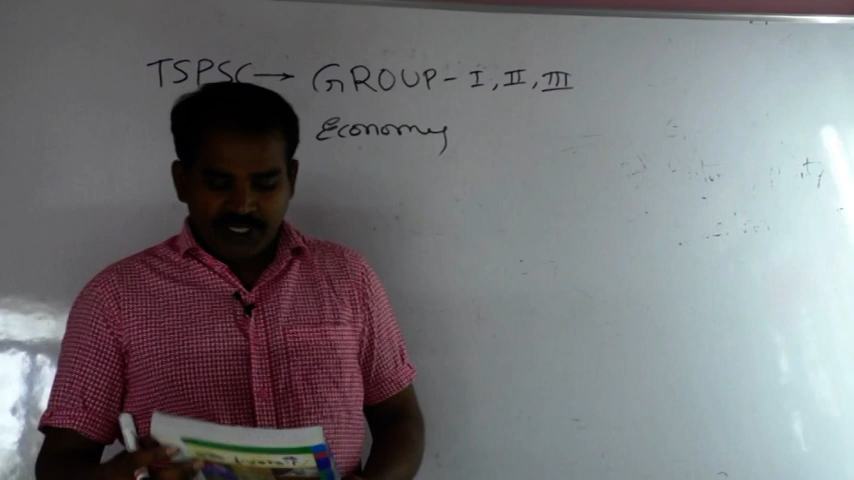 TSPSC → GROUP - I, II, III
Economy